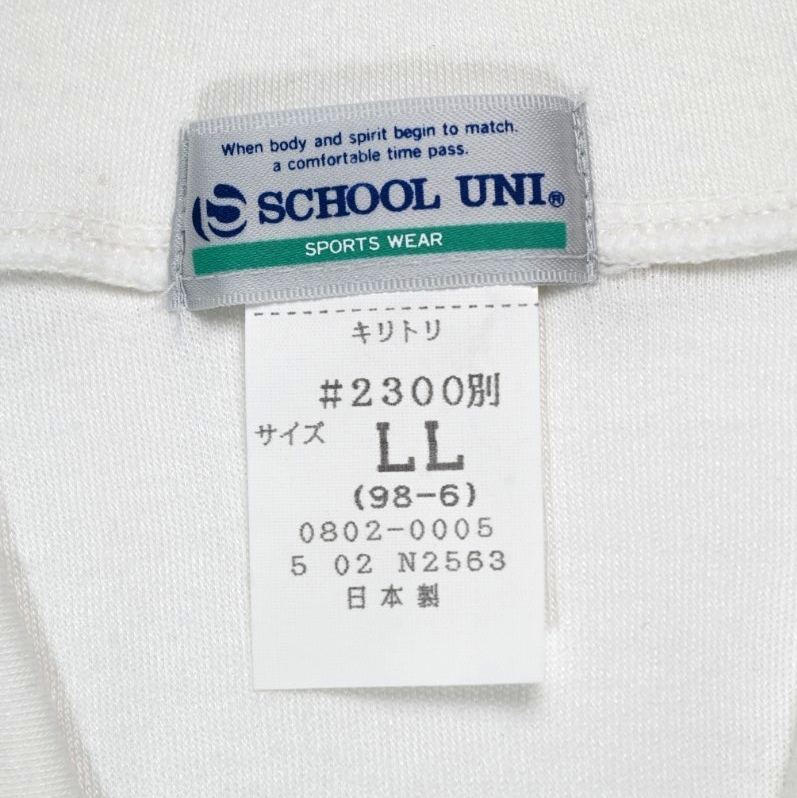 When body and spirit begin to match.
a comfortable time pass.
S SCHOOL UNI®
SPORTS WEAR
キリトリ
#2300別
サイズ LL
(98-6)
0802-0005
5 02 N2563
日本製